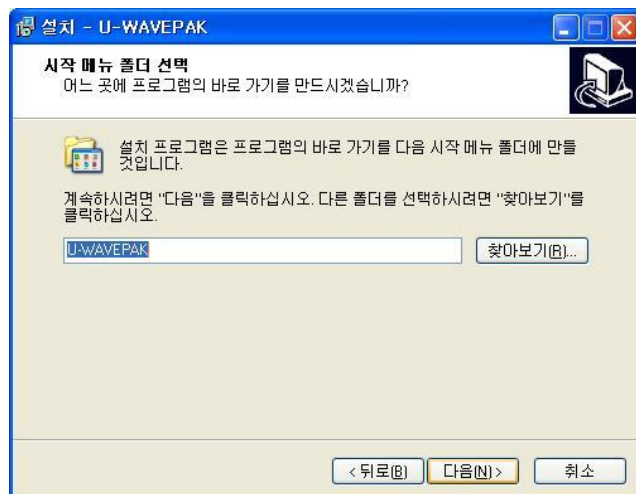 설치 - U-WAVEPAK
시작 메뉴 폴더 선택
어느 곳에 프로그램의 바로 가기를 만드시겠습니까?
설치 프로그램은 프로그램의 바로 가기를 다음 시작 메뉴 폴더에 만들
것입니다.
계속하시려면 "다음"을 클릭하십시오. 다른 폴더를 선택하시려면 "찾아보기"를
클릭하십시오.
U-WAVEPAK
찾아보기(R)...
< 뒤로(B)
다음(N) >
취소